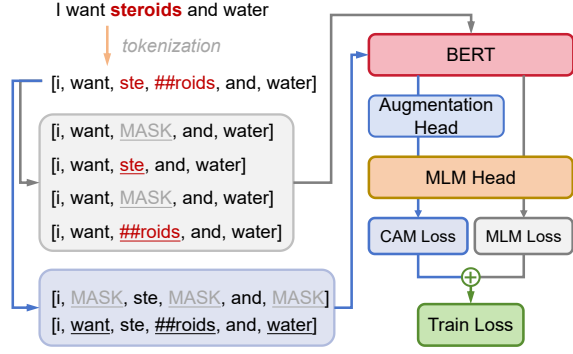 I want steroids and water
tokenization
[i, want, ste, ##roids, and, water]
[i, want, MASK, and, water]
[i, want, ste, and, water]
[i, want, MASK, and, water]
[i, want, ##roids, and, water]
[i, MASK, ste, MASK, and, MASK]
[i, want, ste, ##roids, and, water]
BERT
Augmentation
Head
MLM Head
CAM Loss
MLM Loss
+
Train Loss